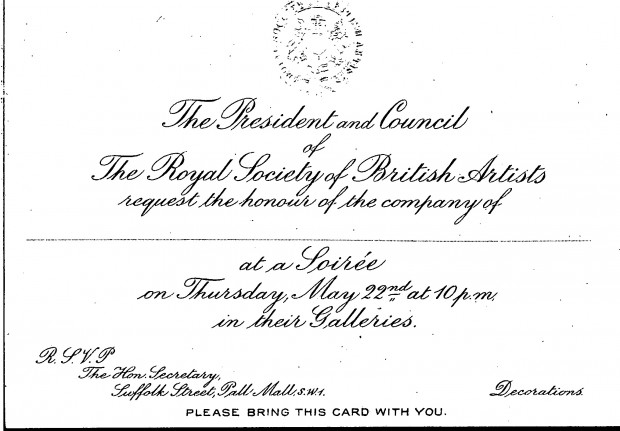 The President and Council
of
The Royal Society of British Artists
request the honour of the company of
at a Soirée
on Thursday, May 22nd at 10 p.m.
in their Galleries.
R.S.V.P
The Hon. Secretary,
Suffolk Street, Pall Mall, S.W.1.
Decorations.
PLEASE BRING THIS CARD WITH YOU.